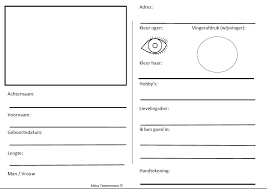 Achternaam:
Voornaam:
Geboortedatum:
Lengte:
Man / Vrouw
Adres:
Kleur ogen:
Vingerafdruk (wijsvinger):
Kleur haar:
Hobby's:
Lievelingsdier:
Ik ben goed in:
Handtekening: